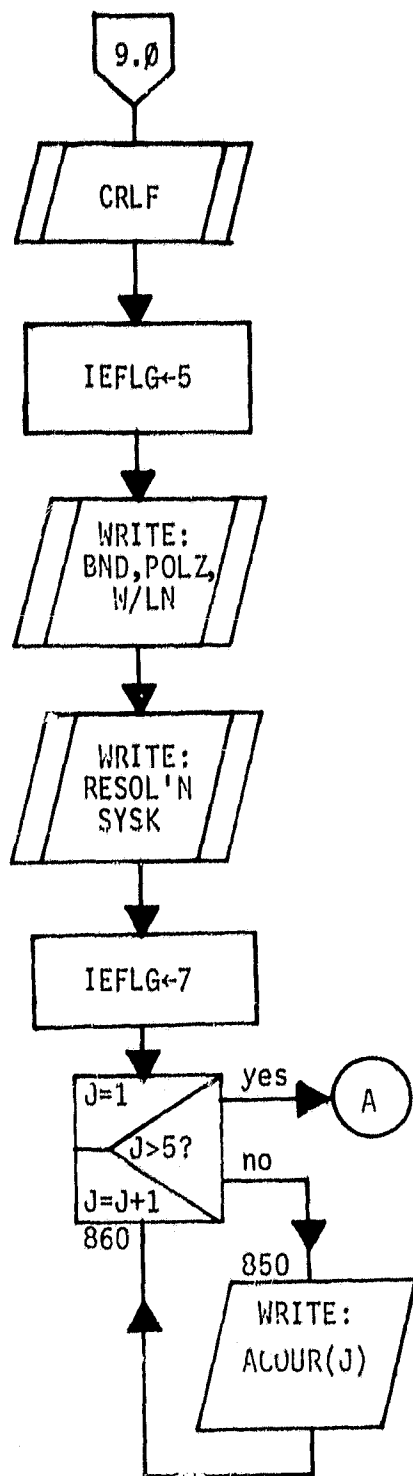 9.Ø
CRLF
IEFLG←5
WRITE:
BND,POLZ,
W/LN
WRITE:
RESOL'N
SYSK
IEFLG←7
J=1
yes
A
J>5?
no
J=J+1
860
850
WRITE: